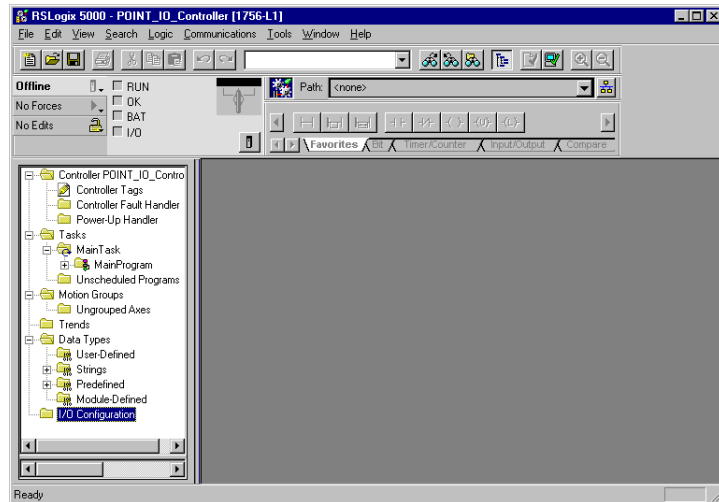 RSLogix 5000 - POINT_IO_Controller [1756-L1]
File Edit View Search Logic Communications Tools Window Help
Offline
RUN
No Forces
OK
No Edits
BAT
I/O
Path: <none>
Favorites Bit Timer/Counter Input/Output Compare
Controller POINT_IO_Contro
Controller Tags
Controller Fault Handler
Power-Up Handler
Tasks
MainTask
MainProgram
Unscheduled Programs
Motion Groups
Ungrouped Axes
Trends
Data Types
User-Defined
Strings
Predefined
Module-Defined
I/O Configuration
Ready